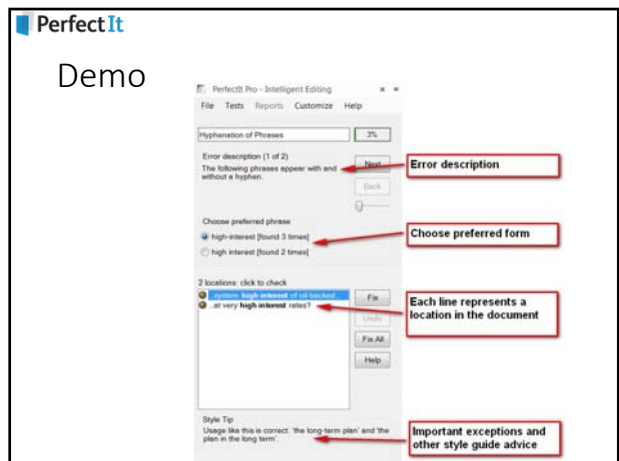 PerfectIt
Demo
PerfectIt Pro - Intelligent Editing
File Tests Reports Customize Help
Hyphenation of Phrases 3%
Error description (1 of 2)
The following phrases appear with and
without a hyphen.
Next
Back
Error description
Choose preferred phrase
high-interest [found 3 times]
high interest [found 2 times]
Choose preferred form
2 locations: click to check
...system high interest of oil backed...
...at very high interest rates?
Fix
Undo
Fix All
Help
Each line represents a
location in the document
Style Tip
Usage like this is correct: 'the long-term plan' and 'the
plan in the long term'.
Important exceptions and
other style guide advice